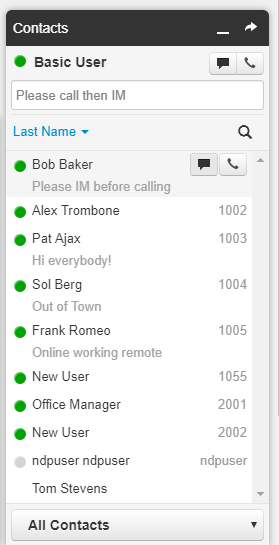 Contacts
Basic User
Please call then IM
Last Name
Bob Baker
Please IM before calling
Alex Trombone 1002
Pat Ajax 1003
Hi everybody!
Sol Berg 1004
Out of Town
Frank Romeo 1005
Online working remote
New User 1055
Office Manager 2001
New User 2002
ndpuser ndpuser ndpuser
Tom Stevens
All Contacts